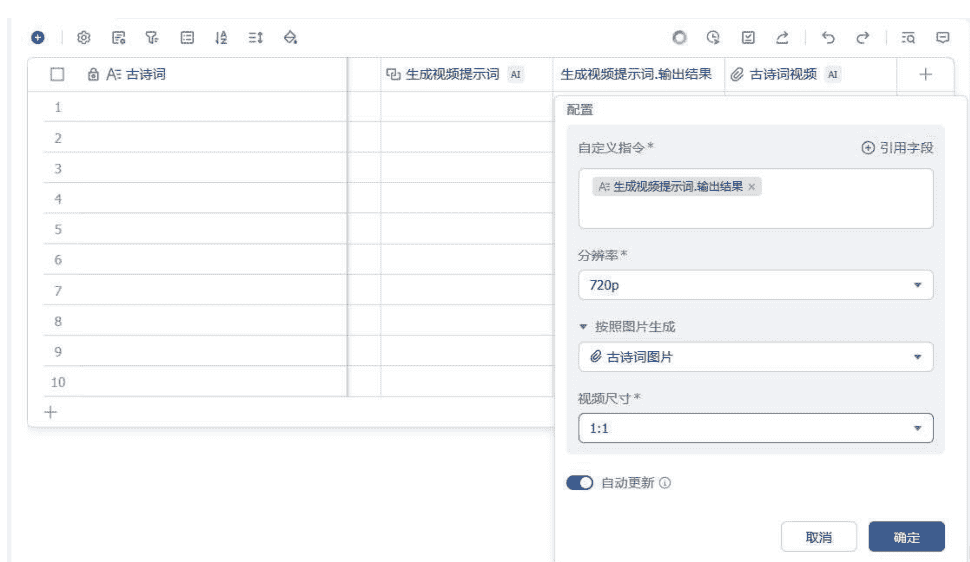 古诗词 生成视频提示词 AI 生成视频提示词.输出结果 古诗词视频 AI
1
2
3
4
5
6
7
8
9
10
配置
自定义指令* 引用字段
生成视频提示词.输出结果 ×
分辨率*
720p
按照图片生成
古诗词图片
视频尺寸*
1:1
自动更新
取消 确定